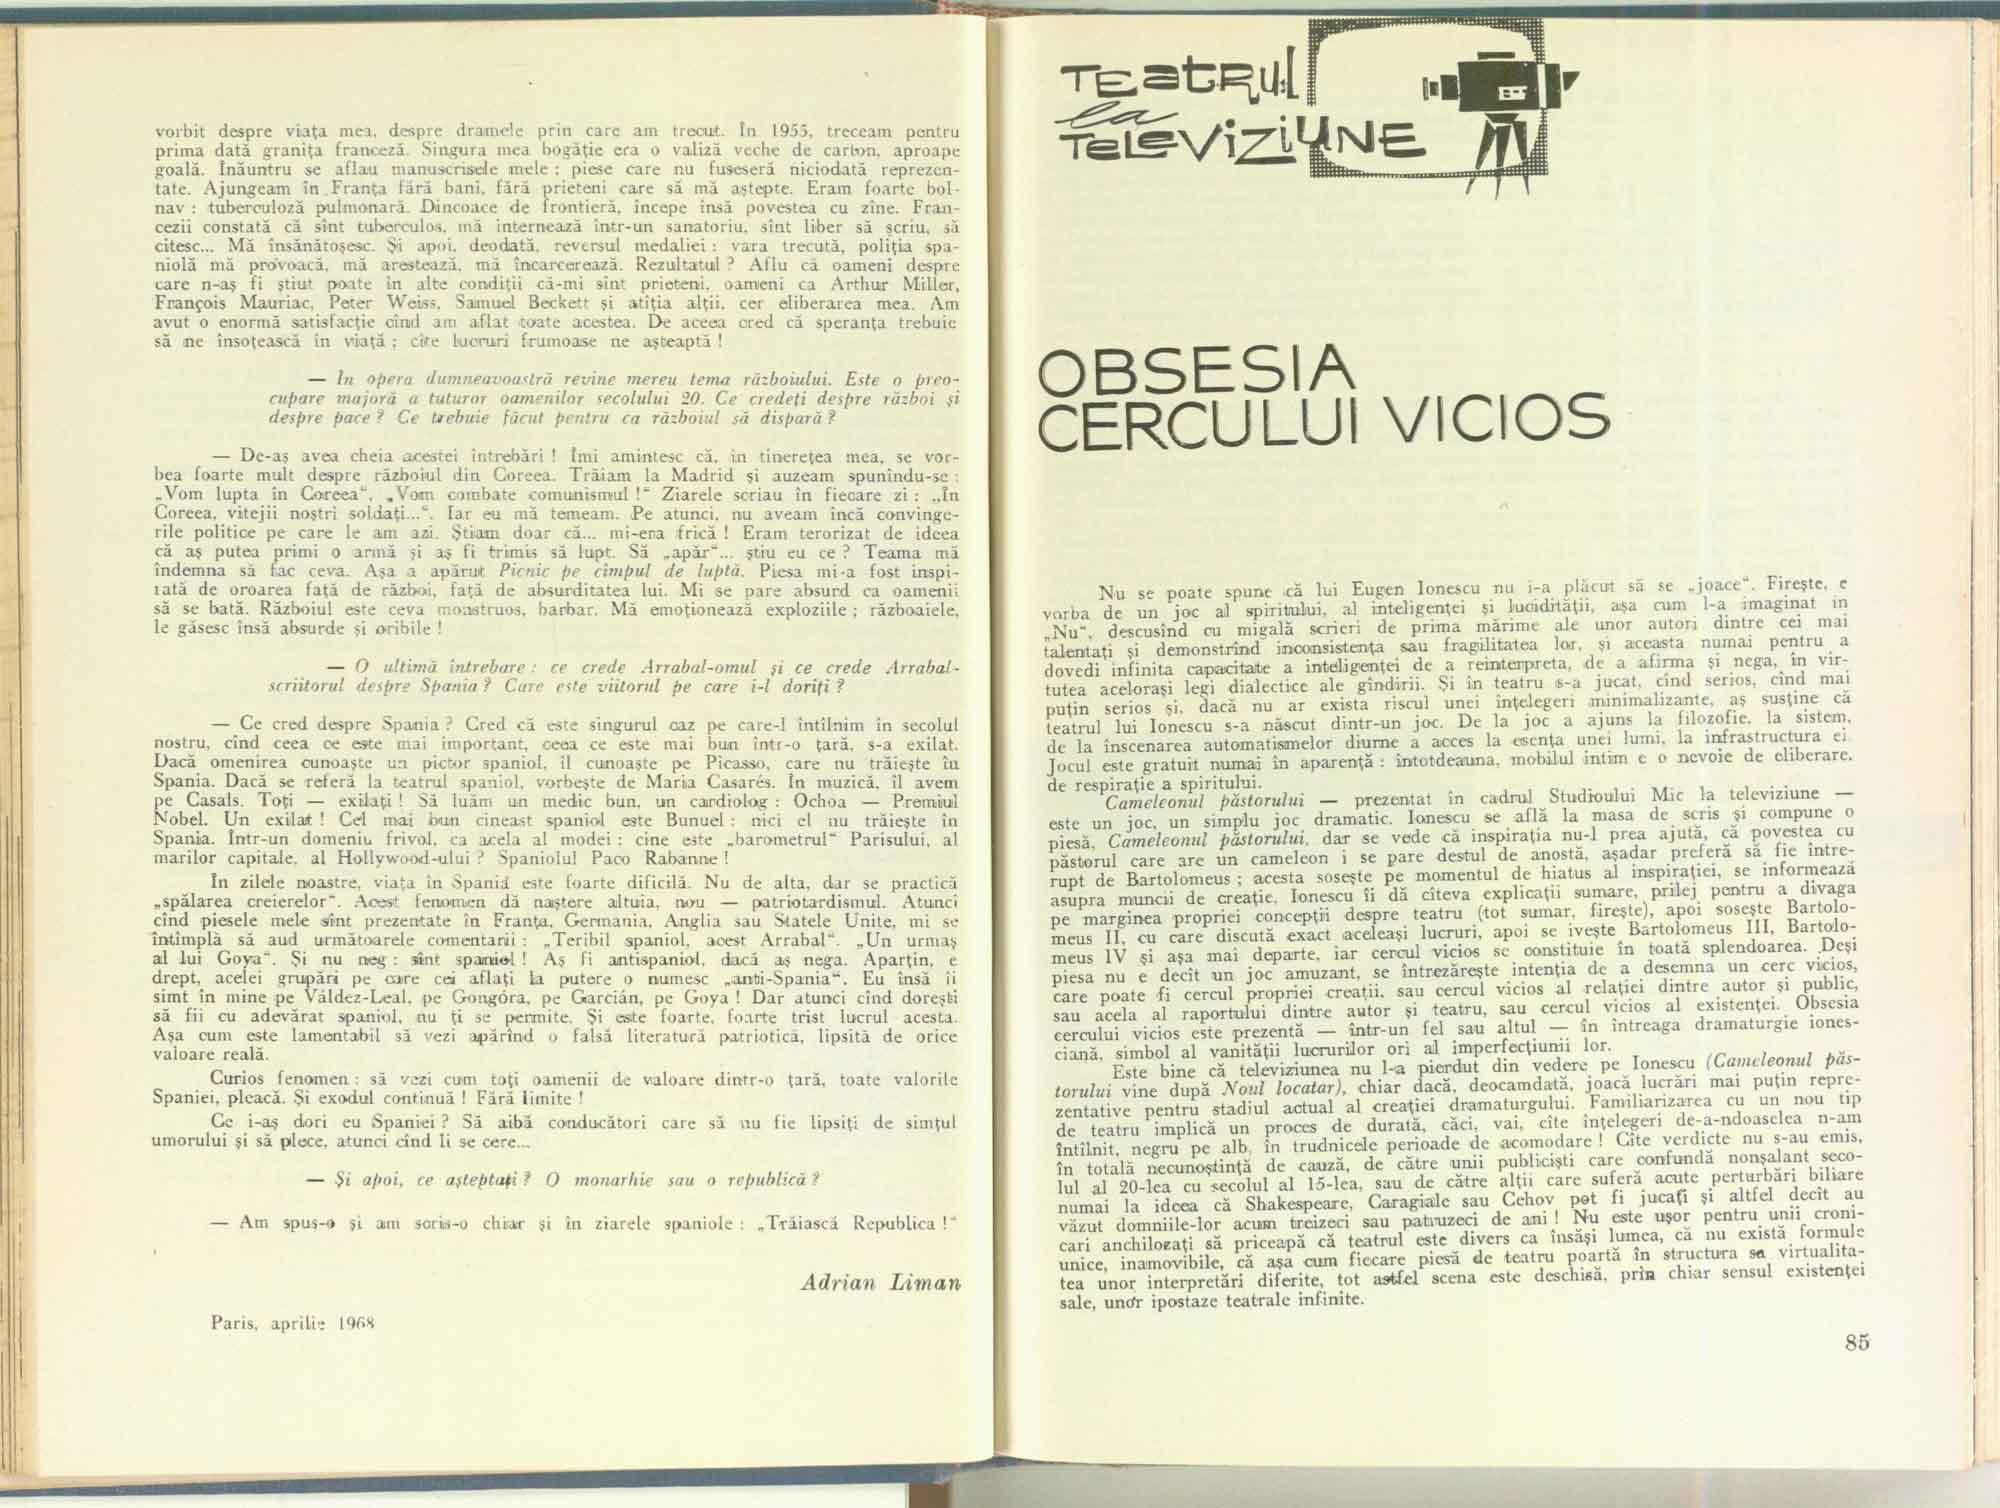 vorbit despre viața mea, despre dramele prin care am trecut. În 1955, treceam pentru
prima dată granița franceză. Singura mea bogăție era o valiză veche de carton, aproape
goală. Înăuntru se aflau manuscrisele mele : piese care nu fuseseră niciodată reprezen-
tate. Ajungeam în Franța fără bani, fără prieteni care să mă aștepte. Eram foarte bol-
nav : tuberculoză pulmonară. Dincoace de frontieră, începe însă povestea cu zîne. Fran-
cezii constată că sînt tuberculos, mă internează într-un sanatoriu, sînt liber să scriu, să
citesc... Mă însănătoșesc. Și apoi, deodată, reversul medaliei : vara trecută, poliția spa-
niolă mă provoacă, mă arestează, mă încarcerează. Rezultatul ? Aflu că oameni despre
care n-aș fi știut poate în alte condiții că-mi sînt prieteni, oameni ca Arthur Miller,
François Mauriac, Peter Weiss, Samuel Beckett și atîția alții, cer eliberarea mea. Am
avut o enormă satisfacție cînd am aflat toate acestea. De aceea cred că speranța trebuie
să ne însoțească în viață ; cîte lucruri frumoase ne așteaptă !
— In opera dumneavoastră revine mereu tema războiului. Este o preo-
cupare majoră a tuturor oamenilor secolului 20. Ce credeți despre război și
despre pace ? Ce trebuie făcut pentru ca războiul să dispară ?
— De-aș avea cheia acestei întrebări ! Îmi amintesc că, în tinerețea mea, se vor-
bea foarte mult despre războiul din Coreea. Trăiam la Madrid și auzeam spunîndu-se :
„Vom lupta în Coreea“, „Vom combate comunismul !“ Ziarele scriau în fiecare zi : „În
Coreea, vitejii noștri soldați...“. Iar eu mă temeam. Pe atunci, nu aveam încă convinge-
rile politice pe care le am azi. Știam doar că... mi-era frică ! Eram terorizat de ideea
că aș putea primi o armă și aș fi trimis să lupt. Să „apăr“... știu eu ce ? Teama mă
îndemna să fac ceva. Așa a apărut Picnic pe cîmpul de luptă. Piesa mi-a fost inspi-
rată de oroarea față de război, față de absurditatea lui. Mi se pare absurd ca oamenii
să se bată. Războiul este ceva monstruos, barbar. Mă emoționează exploziile ; războaiele,
le găsesc însă absurde și oribile !
— O ultimă întrebare : ce crede Arrabal-omul și ce crede Arrabal-
scriitorul despre Spania ? Care este viitorul pe care i-l doriți ?
— Ce cred despre Spania ? Cred că este singurul caz pe care-l întîlnim în secolul
nostru, cînd ceea ce este mai important, ceea ce este mai bun într-o țară, s-a exilat.
Dacă omenirea cunoaște un pictor spaniol, îl cunoaște pe Picasso, care nu trăiește în
Spania. Dacă se referă la teatrul spaniol, vorbește de Maria Casarés. În muzică, îl avem
pe Casals. Toți — exilați ! Să luăm un medic bun, un cardiolog : Ochoa — Premiul
Nobel. Un exilat ! Cel mai bun cineast spaniol este Bunuel : nici el nu trăiește în
Spania. Într-un domeniu frivol, ca acela al modei : cine este „barometrul“ Parisului, al
marilor capitale, al Hollywood-ului ? Spaniolul Paco Rabanne !
În zilele noastre, viața în Spania este foarte dificilă. Nu de alta, dar se practică
„spălarea creierelor“. Acest fenomen dă naștere altuia, nou — patriotardismul. Atunci
cînd piesele mele sînt prezentate în Franța, Germania, Anglia sau Statele Unite, mi se
întîmplă să aud următoarele comentarii : „Teribil spaniol, acest Arrabal“. „Un urmaș
al lui Goya“. Și nu neg : sînt spaniol ! Aș fi antispaniol, dacă aș nega. Aparțin, e
drept, acelei grupări pe care cei aflați la putere o numesc „anti-Spania“. Eu însă îi
simt în mine pe Váldez-Leal, pe Gongóra, pe Garcián, pe Goya ! Dar atunci cînd dorești
să fii cu adevărat spaniol, nu ți se permite. Și este foarte, foarte trist lucrul acesta.
Așa cum este lamentabil să vezi apărînd o falsă literatură patriotică, lipsită de orice
valoare reală.
Curios fenomen : să vezi cum toți oamenii de valoare dintr-o țară, toate valorile
Spaniei, pleacă. Și exodul continuă ! Fără limite !
Ce i-aș dori eu Spaniei ? Să aibă conducători care să nu fie lipsiți de simțul
umorului și să plece, atunci cînd li se cere...
— Și apoi, ce așteptați ? O monarhie sau o republică ?
— Am spus-o și am scris-o chiar și în ziarele spaniole : „Trăiască Republica !“
Adrian Liman
Paris, aprilie 1968
TEatRUl
la
TeLeViZiUNE
OBSESIA
CERCULUI VICIOS
Nu se poate spune că lui Eugen Ionescu nu i-a plăcut să se „joace“. Firește, e
vorba de un joc al spiritului, al inteligenței și lucidității, așa cum l-a imaginat in
„Nu“, descusînd cu migală scrieri de prima mărime ale unor autori dintre cei mai
talentați și demonstrînd inconsistența sau fragilitatea lor, și aceasta numai pentru a
dovedi infinita capacitate a inteligenței de a reinterpreta, de a afirma și nega, în vir-
tutea acelorași legi dialectice ale gîndirii. Și în teatru s-a jucat, cînd serios, cînd mai
puțin serios și, dacă nu ar exista riscul unei înțelegeri minimalizante, aș susține că
teatrul lui Ionescu s-a născut dintr-un joc. De la joc a ajuns la filozofie, la sistem,
de la înscenarea automatismelor diurne a acces la esența unei lumi, la infrastructura ei.
Jocul este gratuit numai în aparență : întotdeauna, mobilul intim e o nevoie de eliberare,
de respirație a spiritului.
Cameleonul păstorului — prezentat în cadrul Studioului Mic la televiziune —
este un joc, un simplu joc dramatic. Ionescu se află la masa de scris și compune o
piesă, Cameleonul păstorului, dar se vede că inspirația nu-l prea ajută, că povestea cu
păstorul care are un cameleon i se pare destul de anostă, așadar preferă să fie între-
rupt de Bartolomeus ; acesta sosește pe momentul de hiatus al inspirației, se informează
asupra muncii de creație, Ionescu îi dă cîteva explicații sumare, prilej pentru a divaga
pe marginea propriei concepții despre teatru (tot sumar, firește), apoi sosește Bartolo-
meus II, cu care discută exact aceleași lucruri, apoi se ivește Bartolomeus III, Bartolo-
meus IV și așa mai departe, iar cercul vicios se constituie în toată splendoarea. Deși
piesa nu e decît un joc amuzant, se întrezărește intenția de a desemna un cerc vicios,
care poate fi cercul propriei creații, sau cercul vicios al relației dintre autor și public,
sau acela al raportului dintre autor și teatru, sau cercul vicios al existenței. Obsesia
cercului vicios este prezentă — într-un fel sau altul — în întreaga dramaturgie iones-
ciană, simbol al vanității lucrurilor ori al imperfecțiunii lor.
Este bine că televiziunea nu l-a pierdut din vedere pe Ionescu (Cameleonul păs-
torului vine după Noul locatar), chiar dacă, deocamdată, joacă lucrări mai puțin repre-
zentative pentru stadiul actual al creației dramaturgului. Familiarizarea cu un nou tip
de teatru implică un proces de durată, căci, vai, cîte înțelegeri de-a-ndoaselea n-am
întîlnit, negru pe alb, în trudnicele perioade de acomodare ! Cîte verdicte nu s-au emis,
în totală necunoștință de cauză, de către unii publiciști care confundă nonșalant seco-
lul al 20-lea cu secolul al 15-lea, sau de către alții care suferă acute perturbări biliare
numai la ideea că Shakespeare, Caragiale sau Cehov pot fi jucați și altfel decît au
văzut domniile-lor acum treizeci sau patruzeci de ani ! Nu este ușor pentru unii croni-
cari anchilozați să priceapă că teatrul este divers ca însăși lumea, că nu există formule
unice, inamovibile, că așa cum fiecare piesă de teatru poartă în structura sa virtualita-
tea unor interpretări diferite, tot astfel scena este deschisă, prin chiar sensul existenței
sale, unor ipostaze teatrale infinite.
85